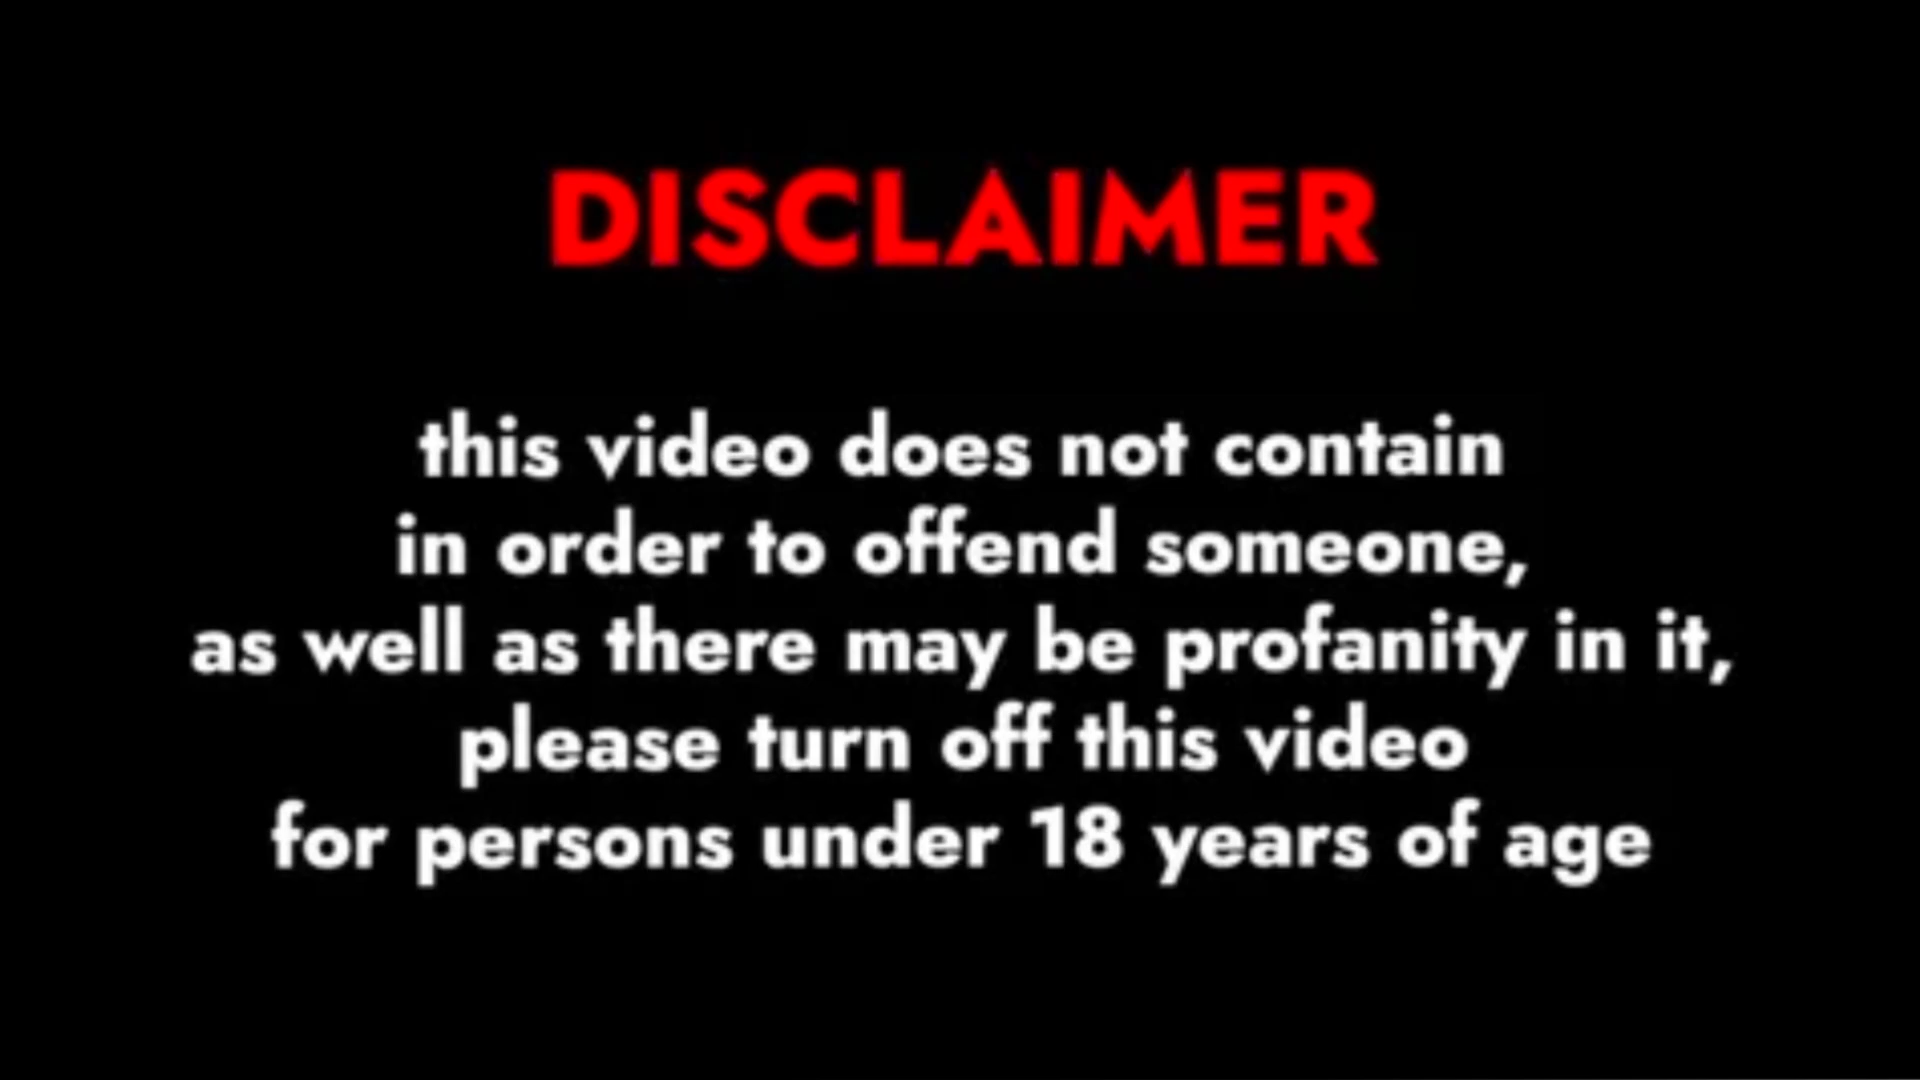 DISCLAIMER
this video does not contain
in order to offend someone,
as well as there may be profanity in it,
please turn off this video
for persons under 18 years of age